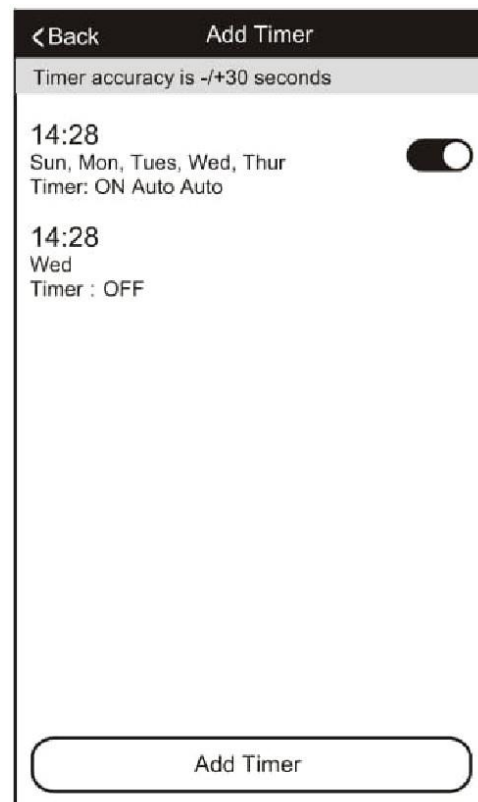 Back
Add Timer
Timer accuracy is -/+30 seconds
14:28
Sun, Mon, Tues, Wed, Thur
Timer: ON Auto Auto
14:28
Wed
Timer : OFF
Add Timer